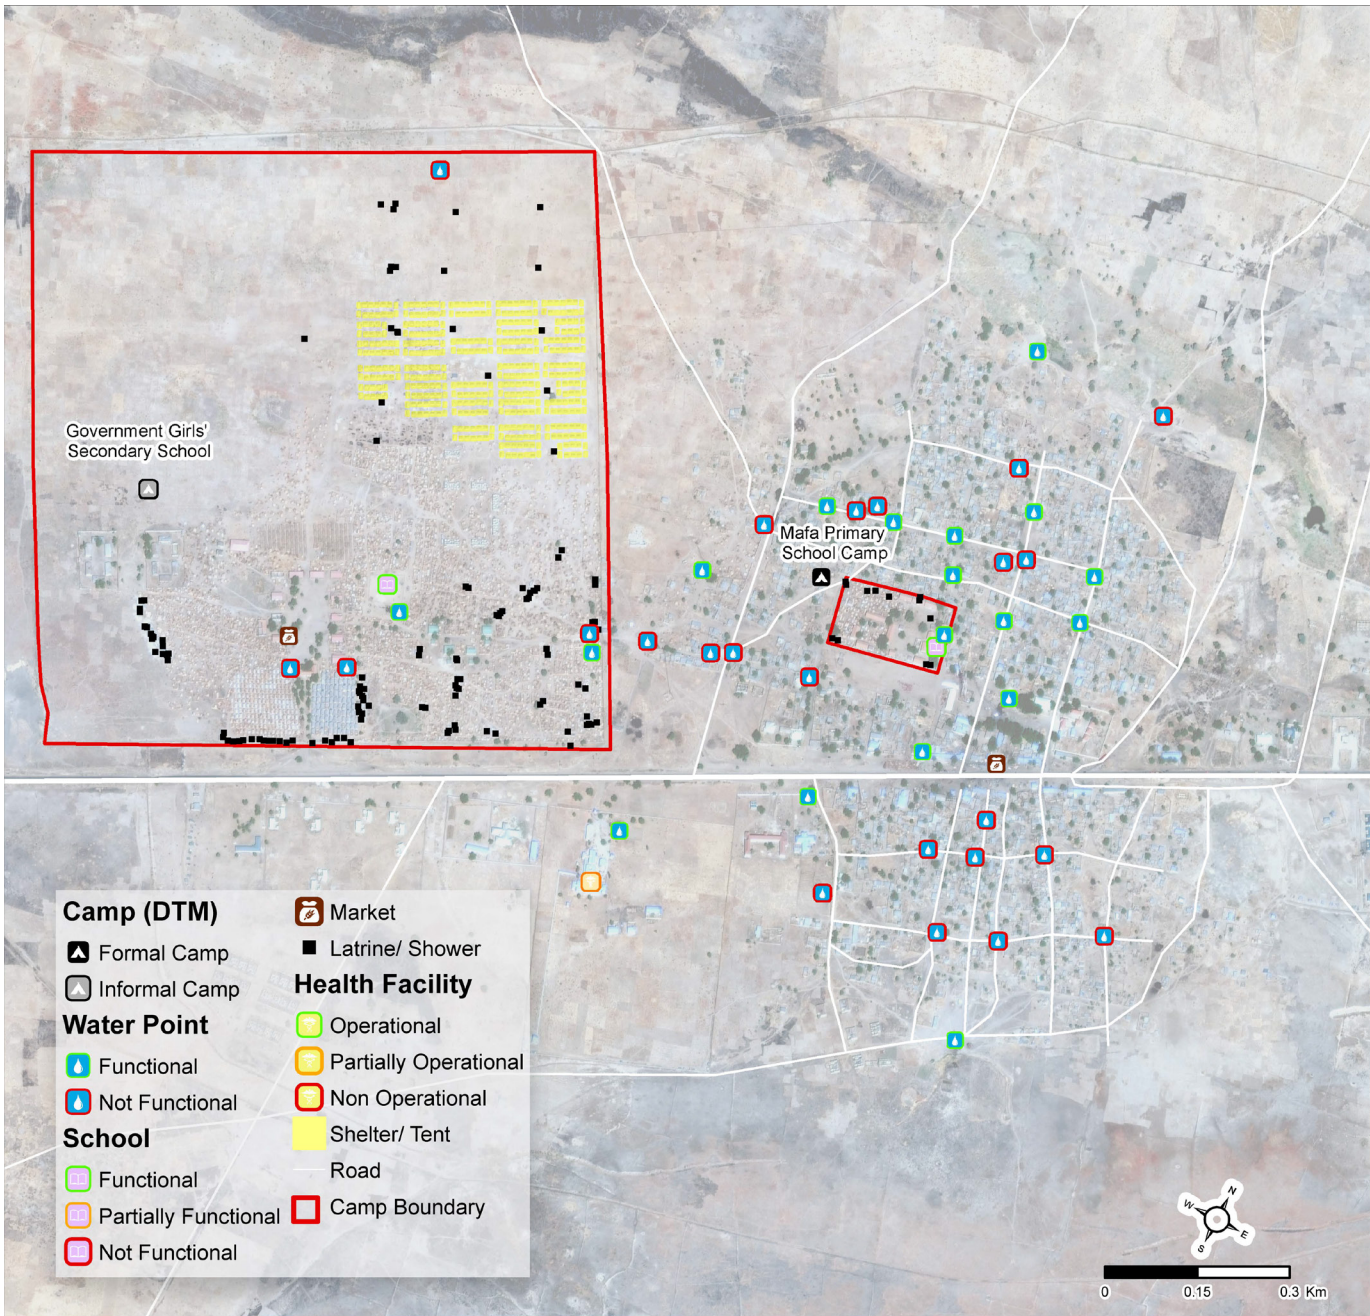 Government Girls'
Secondary School
Mafa Primary
School Camp
Camp (DTM)
Formal Camp
Informal Camp
Water Point
Functional
Not Functional
School
Functional
Partially Functional
Not Functional
Market
Latrine/ Shower
Health Facility
Operational
Partially Operational
Non Operational
Shelter/ Tent
Road
Camp Boundary
N
W
E
S
0 0.15 0.3 Km